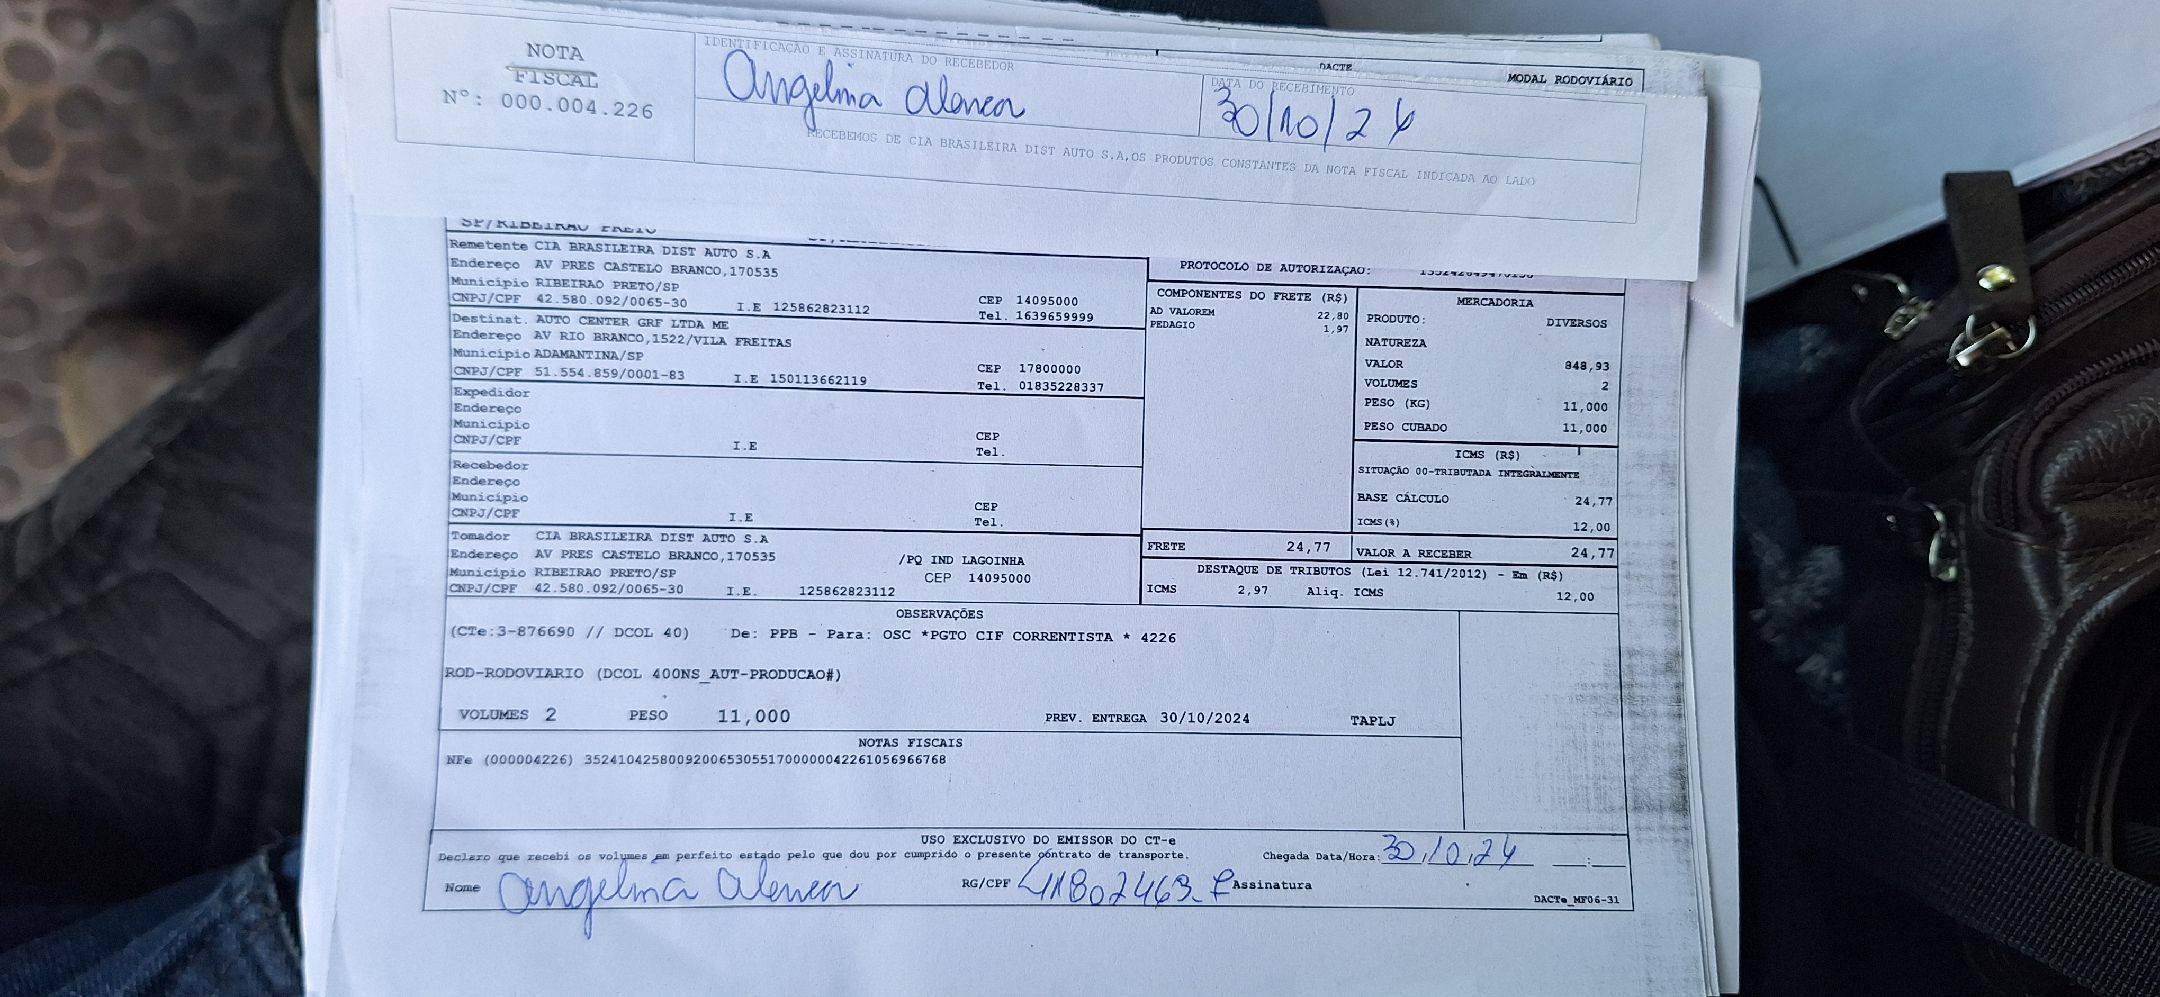 NOTA
FISCAL
Nº: 000.004.226
IDENTIFICAÇÃO E ASSINATURA DO RECEBEDOR
Angelina
DATA DO RECEBIMENTO
30/10/24
RECEBEMOS DE CIA BRASILEIRA DIST AUTO S.A,OS PRODUTOS CONSTANTES DA NOTA FISCAL INDICADA AO LADO
DACTE
MODAL RODOVIÁRIO
SP/RIBEIRAO PRETO
Remetente CIA BRASILEIRA DIST AUTO S.A
Endereço AV PRES CASTELO BRANCO,170535
Município RIBEIRAO PRETO/SP
CNPJ/CPF 42.580.092/0065-30 I.E 125862823112 CEP 14095000
Tel. 1639659999
Destinat. AUTO CENTER GRF LTDA ME
Endereço AV RIO BRANCO,1522/VILA FREITAS
Município ADAMANTINA/SP
CNPJ/CPF 51.554.859/0001-83 I.E 150113662119 CEP 17800000
Tel. 01835228337
Expedidor
Endereço
Município
CNPJ/CPF I.E CEP
Tel.
Recebedor
Endereço
Município
CNPJ/CPF I.E CEP
Tel.
Tomador CIA BRASILEIRA DIST AUTO S.A
Endereço AV PRES CASTELO BRANCO,170535 /PQ IND LAGOINHA
Município RIBEIRAO PRETO/SP CEP 14095000
CNPJ/CPF 42.580.092/0065-30 I.E. 125862823112
PROTOCOLO DE AUTORIZAÇÃO:
COMPONENTES DO FRETE (R$)
AD VALOREM 22,80
PEDAGIO 1,97
MERCADORIA
PRODUTO: DIVERSOS
NATUREZA
VALOR 848,93
VOLUMES 2
PESO (KG) 11,000
PESO CUBADO 11,000
ICMS (R$)
SITUAÇÃO 00-TRIBUTADA INTEGRALMENTE
BASE CÁLCULO 24,77
ICMS(%) 12,00
FRETE 24,77 VALOR A RECEBER 24,77
DESTAQUE DE TRIBUTOS (Lei 12.741/2012) - Em (R$)
ICMS 2,97 Aliq. ICMS 12,00
OBSERVAÇÕES
(CTe:3-876690 // DCOL 40) De: PPB - Para: OSC *PGTO CIF CORRENTISTA * 4226
ROD-RODOVIARIO (DCOL 400NS_AUT-PRODUCAO#)
VOLUMES 2 PESO 11,000 PREV. ENTREGA 30/10/2024 TAPLJ
NOTAS FISCAIS
NFe (000004226) 35241042580092006530551700000042261056966768
USO EXCLUSIVO DO EMISSOR DO CT-e
Declaro que recebi os volumes em perfeito estado pelo que dou por cumprido o presente contrato de transporte. Chegada Data/Hora: 30/10/24 __:__
Nome Angelina RG/CPF Assinatura
DACTe_MF06-31